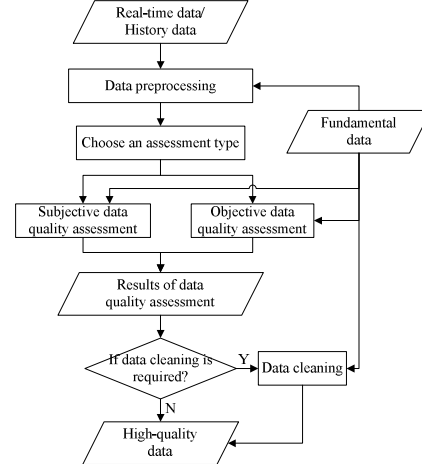 Real-time data/
History data
Data preprocessing
Fundamental
data
Choose an assessment type
Subjective data
quality assessment
Objective data
quality assessment
Results of data
quality assessment
If data cleaning is
required?
Y
Data cleaning
N
High-quality
data